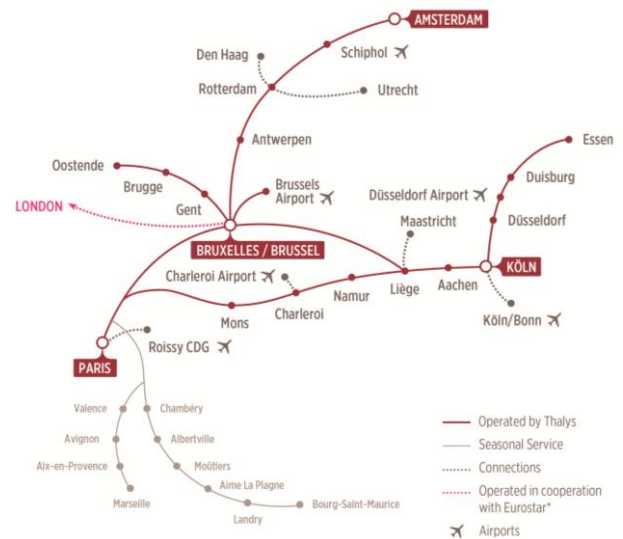 AMSTERDAM
Schiphol
Den Haag
Rotterdam
Utrecht
Antwerpen
Essen
Oostende
Brugge
Gent
Brussels
Airport
Duisburg
Düsseldorf Airport
Düsseldorf
LONDON
Maastricht
BRUXELLES / BRUSSEL
Charleroi Airport
KÖLN
Aachen
Liège
Namur
Charleroi
Mons
Köln/Bonn
Roissy CDG
PARIS
Valence
Chambéry
Avignon
Albertville
Aix-en-Provence
Moûtiers
Marseille
Aime La Plagne
Landry
Bourg-Saint-Maurice
Operated by Thalys
Seasonal Service
Connections
Operated in cooperation
with Eurostar*
Airports